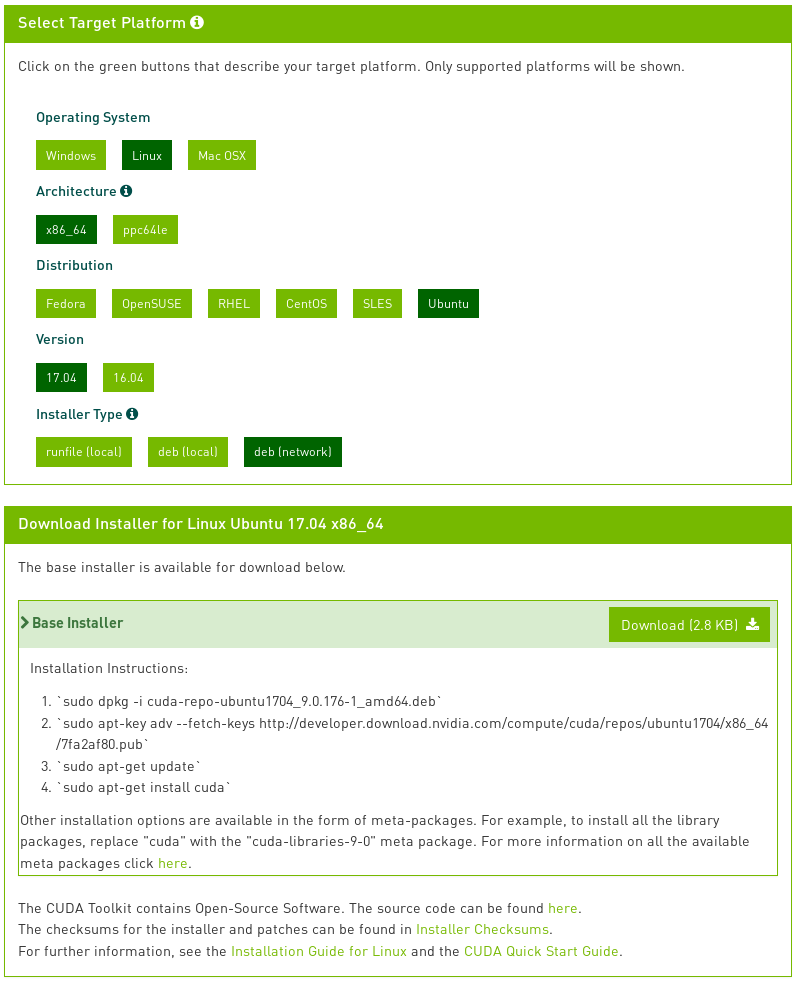 Select Target Platform
Click on the green buttons that describe your target platform. Only supported platforms will be shown.
Operating System
Windows Linux Mac OSX
Architecture
x86_64 ppc64le
Distribution
Fedora OpenSUSE RHEL CentOS SLES Ubuntu
Version
17.04 16.04
Installer Type
runfile (local) deb (local) deb (network)
Download Installer for Linux Ubuntu 17.04 x86_64
The base installer is available for download below.
Base Installer Download (2.8 KB)
Installation Instructions:
1. `sudo dpkg -i cuda-repo-ubuntu1704_9.0.176-1_amd64.deb`
2. `sudo apt-key adv --fetch-keys http://developer.download.nvidia.com/compute/cuda/repos/ubuntu1704/x86_64
/7fa2af80.pub`
3. `sudo apt-get update`
4. `sudo apt-get install cuda`
Other installation options are available in the form of meta-packages. For example, to install all the library
packages, replace "cuda" with the "cuda-libraries-9-0" meta package. For more information on all the available
meta packages click here.
The CUDA Toolkit contains Open-Source Software. The source code can be found here.
The checksums for the installer and patches can be found in Installer Checksums.
For further information, see the Installation Guide for Linux and the CUDA Quick Start Guide.